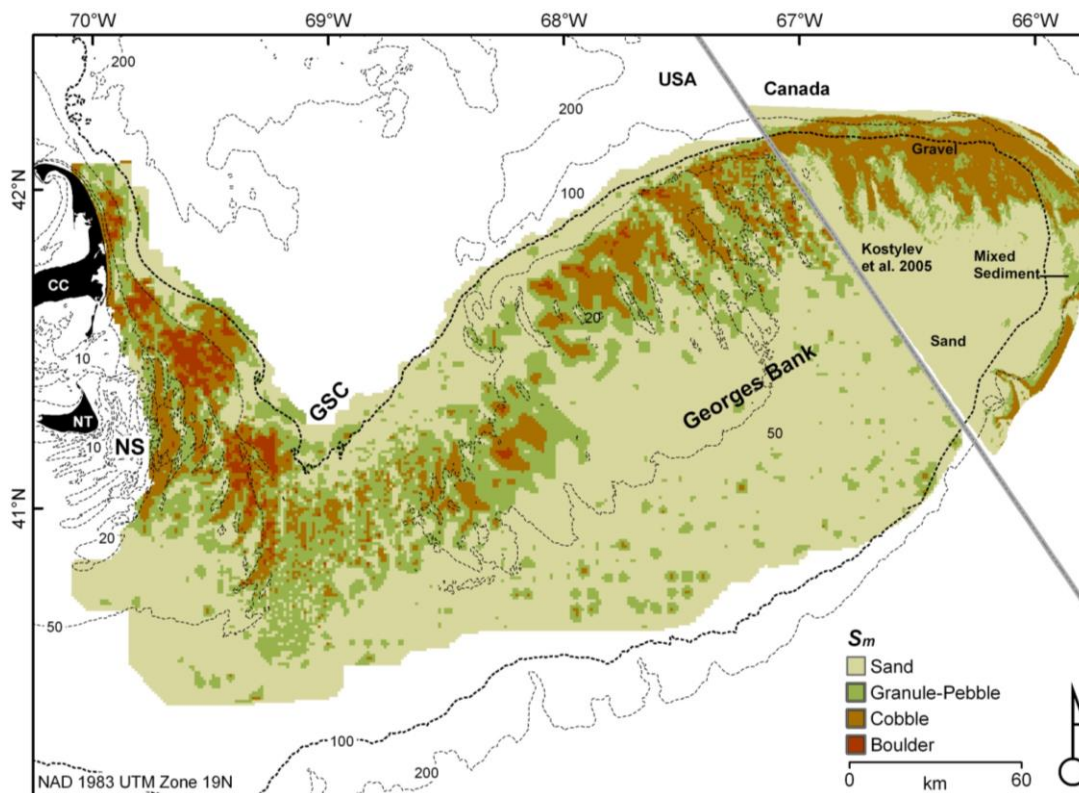 70°W 69°W 68°W 67°W 66°W
200
USA
Canada
200
100
Gravel
42°N
Kostylev
et al. 2005
Mixed
Sediment
CC
20
Sand
10
GSC
Georges Bank
NT
10
NS
50
41°N
20
50
Sm
Sand
Granule-Pebble
Cobble
Boulder
100
200
0 60
km
N
NAD 1983 UTM Zone 19N